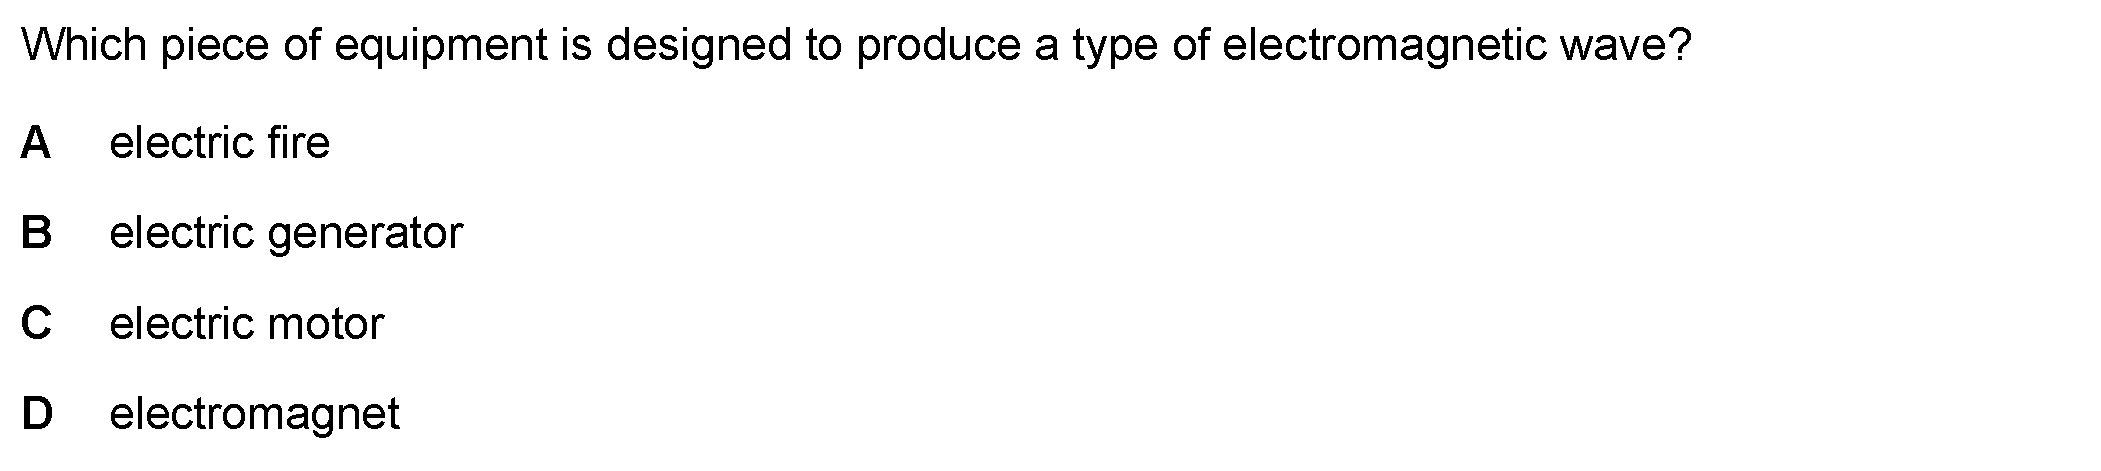 Which piece of equipment is designed to produce a type of electromagnetic wave?
A electric fire
B electric generator
C electric motor
D electromagnet